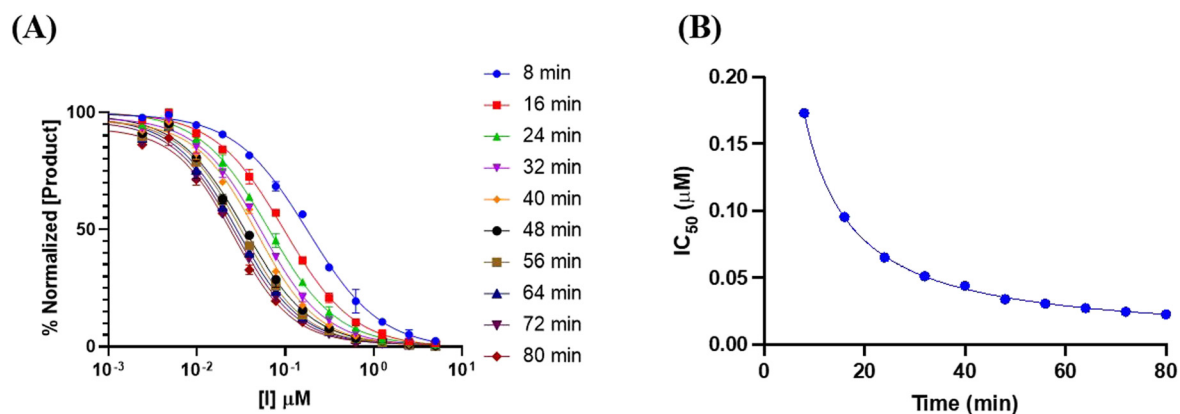 (A)
% Normalized [Product]
100
50
0
10⁻³
10⁻²
10⁻¹
10⁰
10¹
[I] μM
8 min
16 min
24 min
32 min
40 min
48 min
56 min
64 min
72 min
80 min
(B)
IC₅₀ (μM)
0.20
0.15
0.10
0.05
0.00
0
20
40
60
80
Time (min)